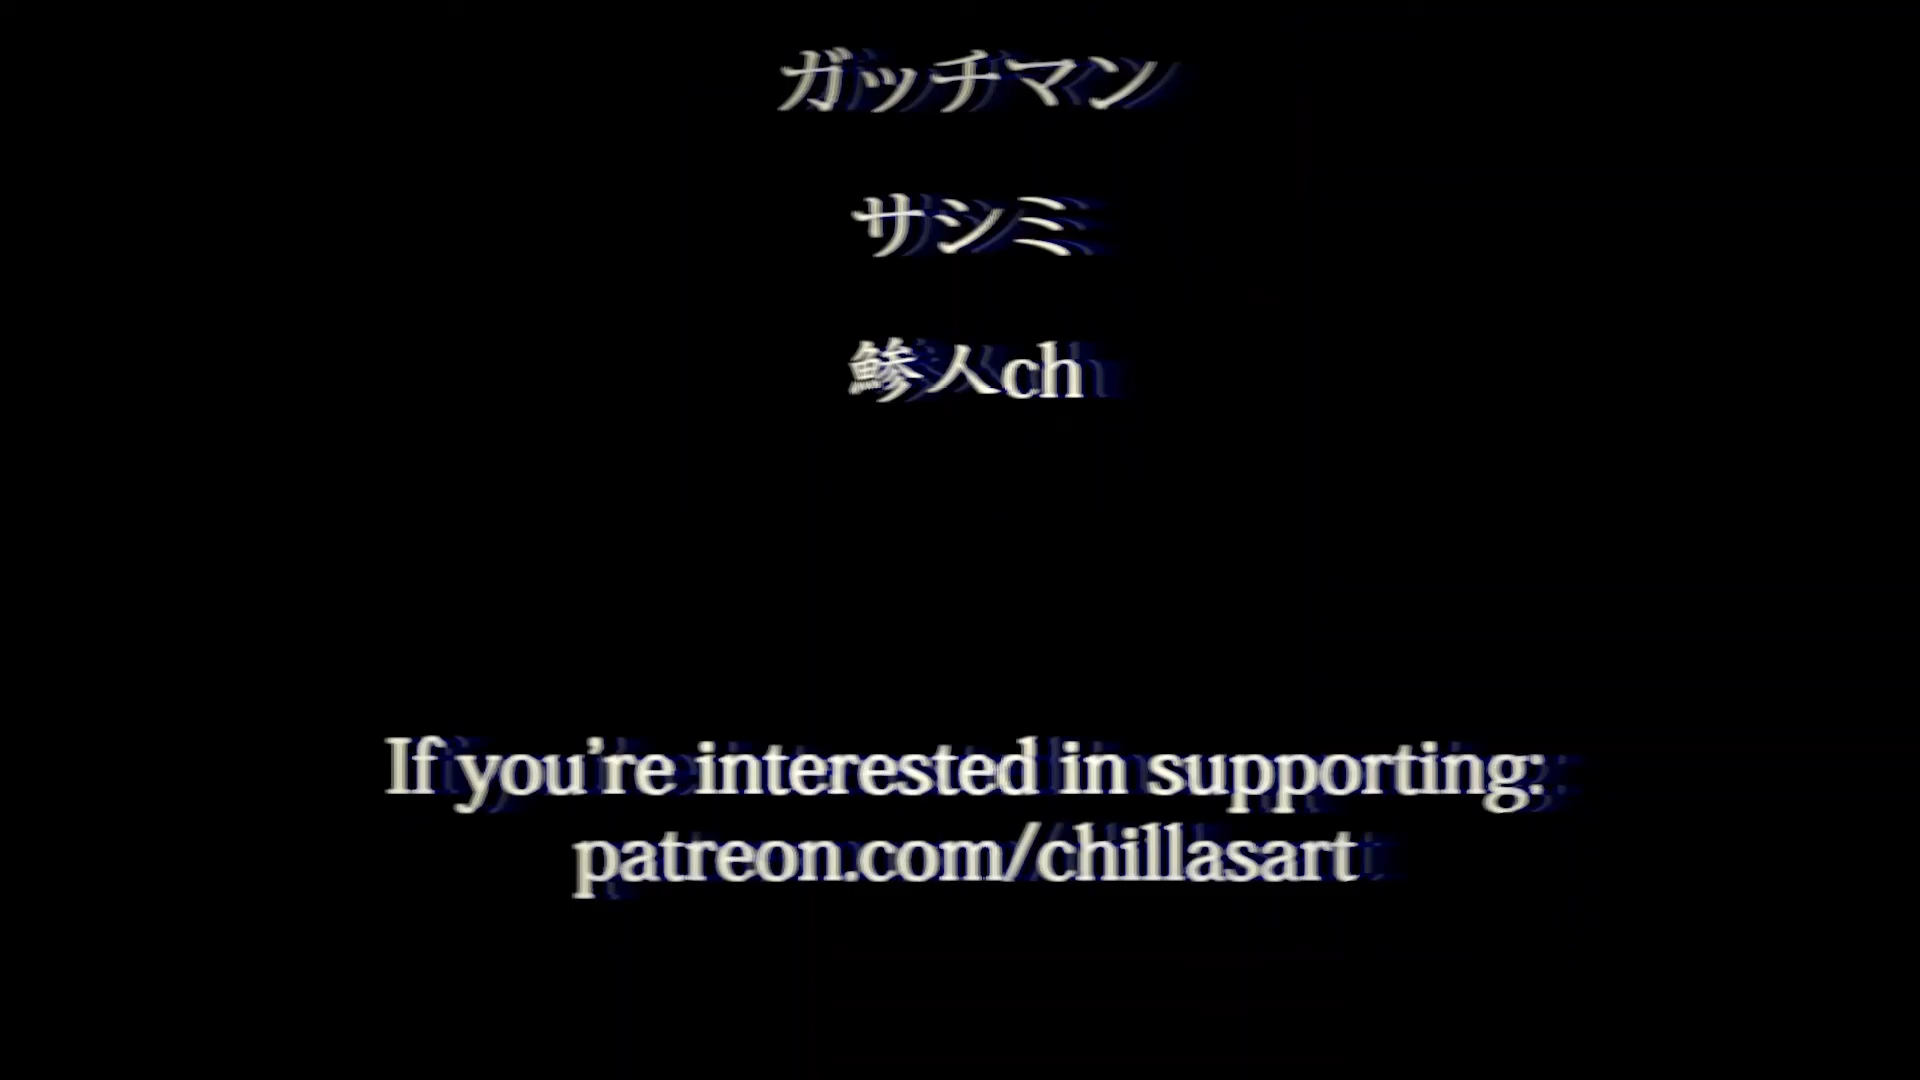 ガッチマン
サシミ
鯵人ch
If you’re interested in supporting:
patreon.com/chillasart